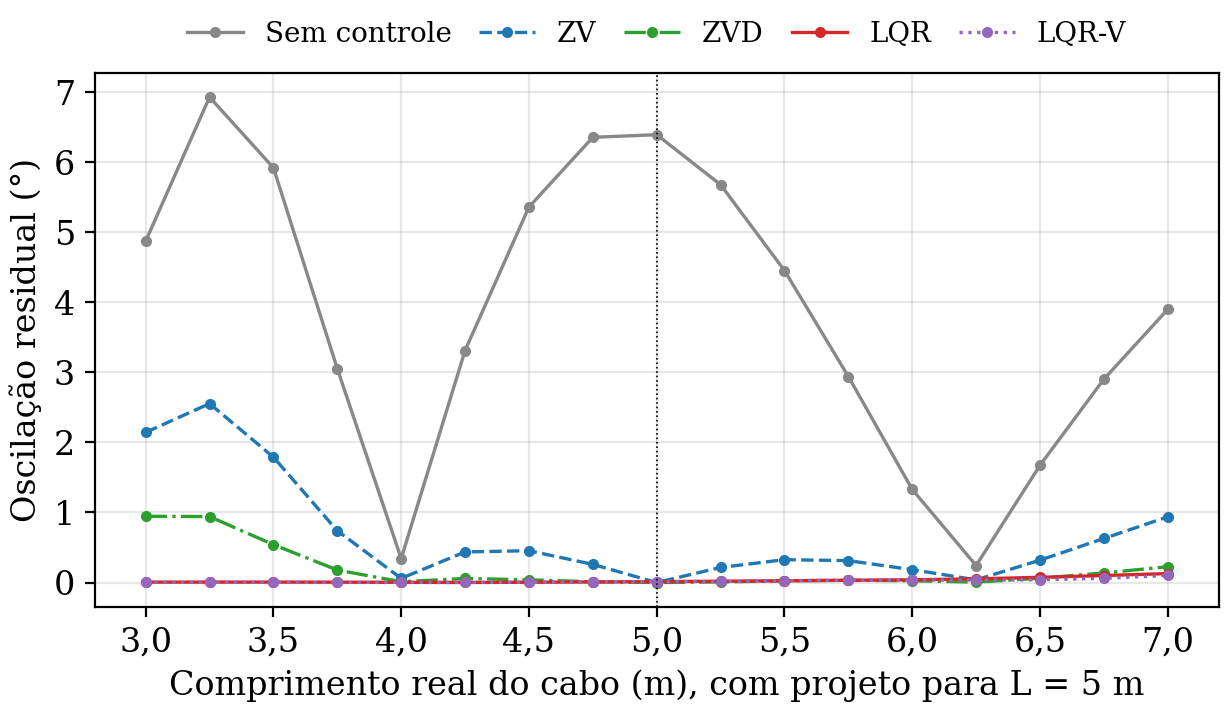 Sem controle ZV ZVD LQR LQR-V
Oscilação residual (°)
7
6
5
4
3
2
1
0
3,0 3,5 4,0 4,5 5,0 5,5 6,0 6,5 7,0
Comprimento real do cabo (m), com projeto para L = 5 m